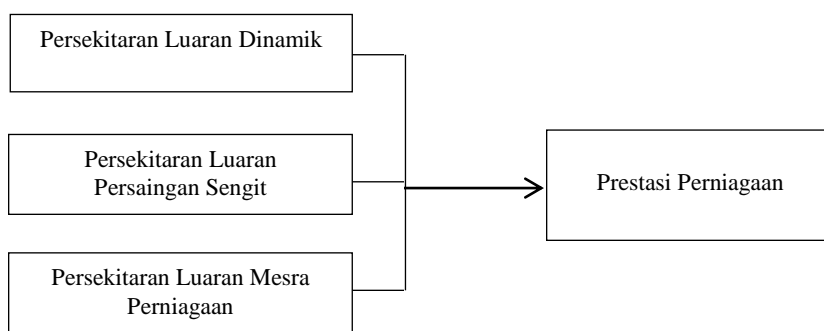 Persekitaran Luaran Dinamik
Persekitaran Luaran
Persaingan Sengit
Prestasi Perniagaan
Persekitaran Luaran Mesra
Perniagaan